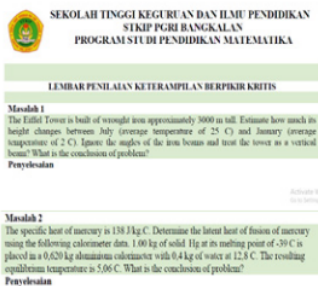 SEKOLAH TINGGI KEGURUAN DAN ILMU PENDIDIKAN
STKIP PGRI BANGKALAN
PROGRAM STUDI PENDIDIKAN MATEMATIKA
LEMBAR PENILAIAN KETERAMPILAN BERPIKIR KRITIS
Masalah 1
The Eiffel Tower is built of wrought iron approximately 3000 m tall. Estimate how much its
height changes between July (average temperature of 25 C) and January (average
temperature of 2 C). Ignore the angles of the iron beams and treat the tower as a vertical
beam? What is the conclusion of problem?
Penyelesaian
Activate
Masalah 2
The specific heat of mercury is 138 J/kg.C. Determine the latent heat of fusion of mercury
using the following calorimeter data. 1.00 kg of solid Hg at its melting point of -39 C is
placed in a 0,620 kg aluminium calorimeter with 0,4 kg of water at 12,8 C. The resulting
equilibrium temperature is 5,06 C. What is the conclusion of problem?
Penyelesaian